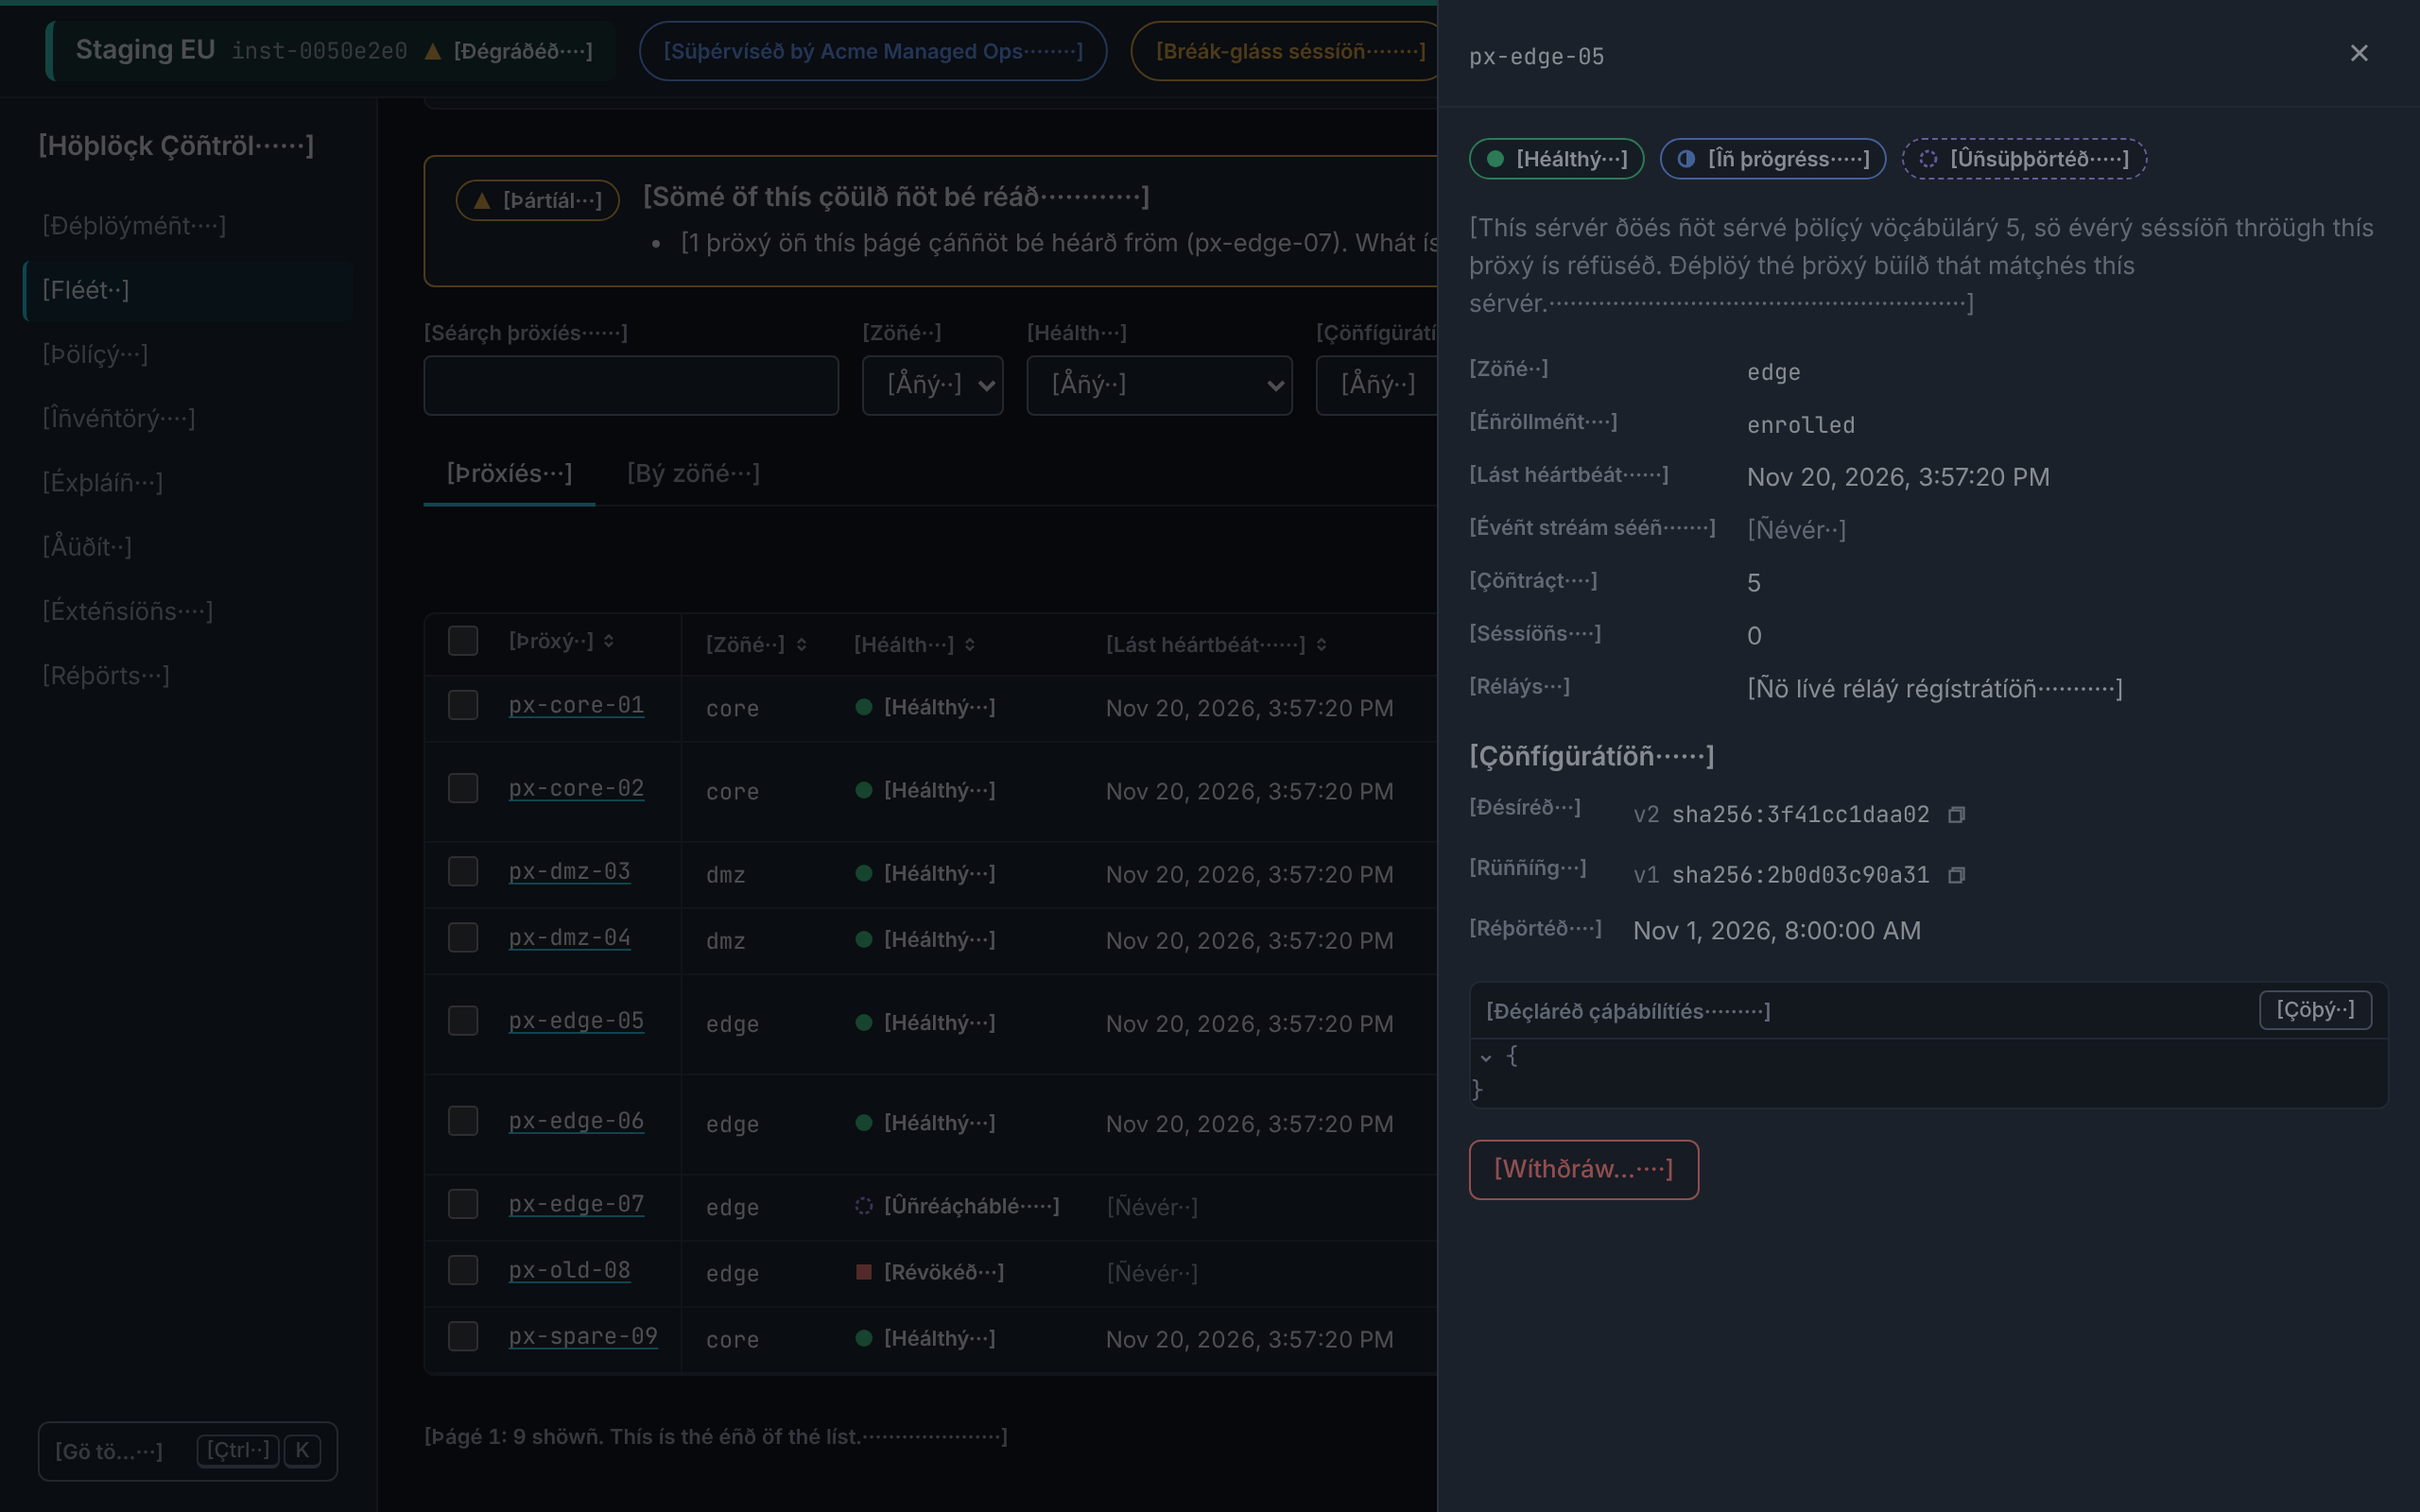 Staging EU inst-0050e2e0 [Ðégráðéð····] [Süþérvíséð bý Acme Managed Ops········] [Bréák-gláss séssíöñ········]
[Höþlöçk Çöñtröl······]
[Ðéþlöýméñt····]
[Fléét··]
[Þölíçý···]
[Îñvéñtörý····]
[Éxþláíñ···]
[Åüðít··]
[Éxtéñsíöñs····]
[Réþörts···]
[Gö tö…···] [Çtrl··] K
[Þártíál···] [Sömé öf thís çöülð ñöt bé réáð············]
• [1 þröxý öñ thís þágé çáññöt bé héárð fröm (px-edge-07). Whát ís
[Séárçh þröxíés······] [Zöñé··] [Héálth···] [Çöñfígürátí
[Åñý··] [Åñý··] [Åñý··]
[Þröxíés···] [Bý zöñé···]
[Þröxý··] [Zöñé··] [Héálth···] [Lást héártbéát······]
px-core-01 core [Héálthý···] Nov 20, 2026, 3:57:20 PM
px-core-02 core [Héálthý···] Nov 20, 2026, 3:57:20 PM
px-dmz-03 dmz [Héálthý···] Nov 20, 2026, 3:57:20 PM
px-dmz-04 dmz [Héálthý···] Nov 20, 2026, 3:57:20 PM
px-edge-05 edge [Héálthý···] Nov 20, 2026, 3:57:20 PM
px-edge-06 edge [Héálthý···] Nov 20, 2026, 3:57:20 PM
px-edge-07 edge [Ûñréáçháblé·····] [Ñévér··]
px-old-08 edge [Révökéð···] [Ñévér··]
px-spare-09 core [Héálthý···] Nov 20, 2026, 3:57:20 PM
[Þágé 1: 9 shöwñ. Thís ís thé éñð öf thé líst.·····················]
px-edge-05
[Héálthý···] [Îñ þrögréss·····] [Ûñsüþþörtéð·····]
[Thís sérvér ðöés ñöt sérvé þölíçý vöçábülárý 5, sö évérý séssíöñ thröügh thís
þröxý ís réfüséð. Ðéþlöý thé þröxý büílð thát mátçhés thís
sérvér.·························································]
[Zöñé··] edge
[Éñröllméñt····] enrolled
[Lást héártbéát······] Nov 20, 2026, 3:57:20 PM
[Évéñt stréám sééñ·······] [Ñévér··]
[Çöñtráçt····] 5
[Séssíöñs····] 0
[Réláýs···] [Ñö lívé réláý régístrátíöñ···········]
[Çöñfígürátíöñ······]
[Ðésíréð···] v2 sha256:3f41cc1daa02
[Rüññíñg···] v1 sha256:2b0d03c90a31
[Réþörtéð····] Nov 1, 2026, 8:00:00 AM
[Ðéçláréð çáþábílítíés·········] [Çöþý··]
{
}
[Wíthðráw…····]